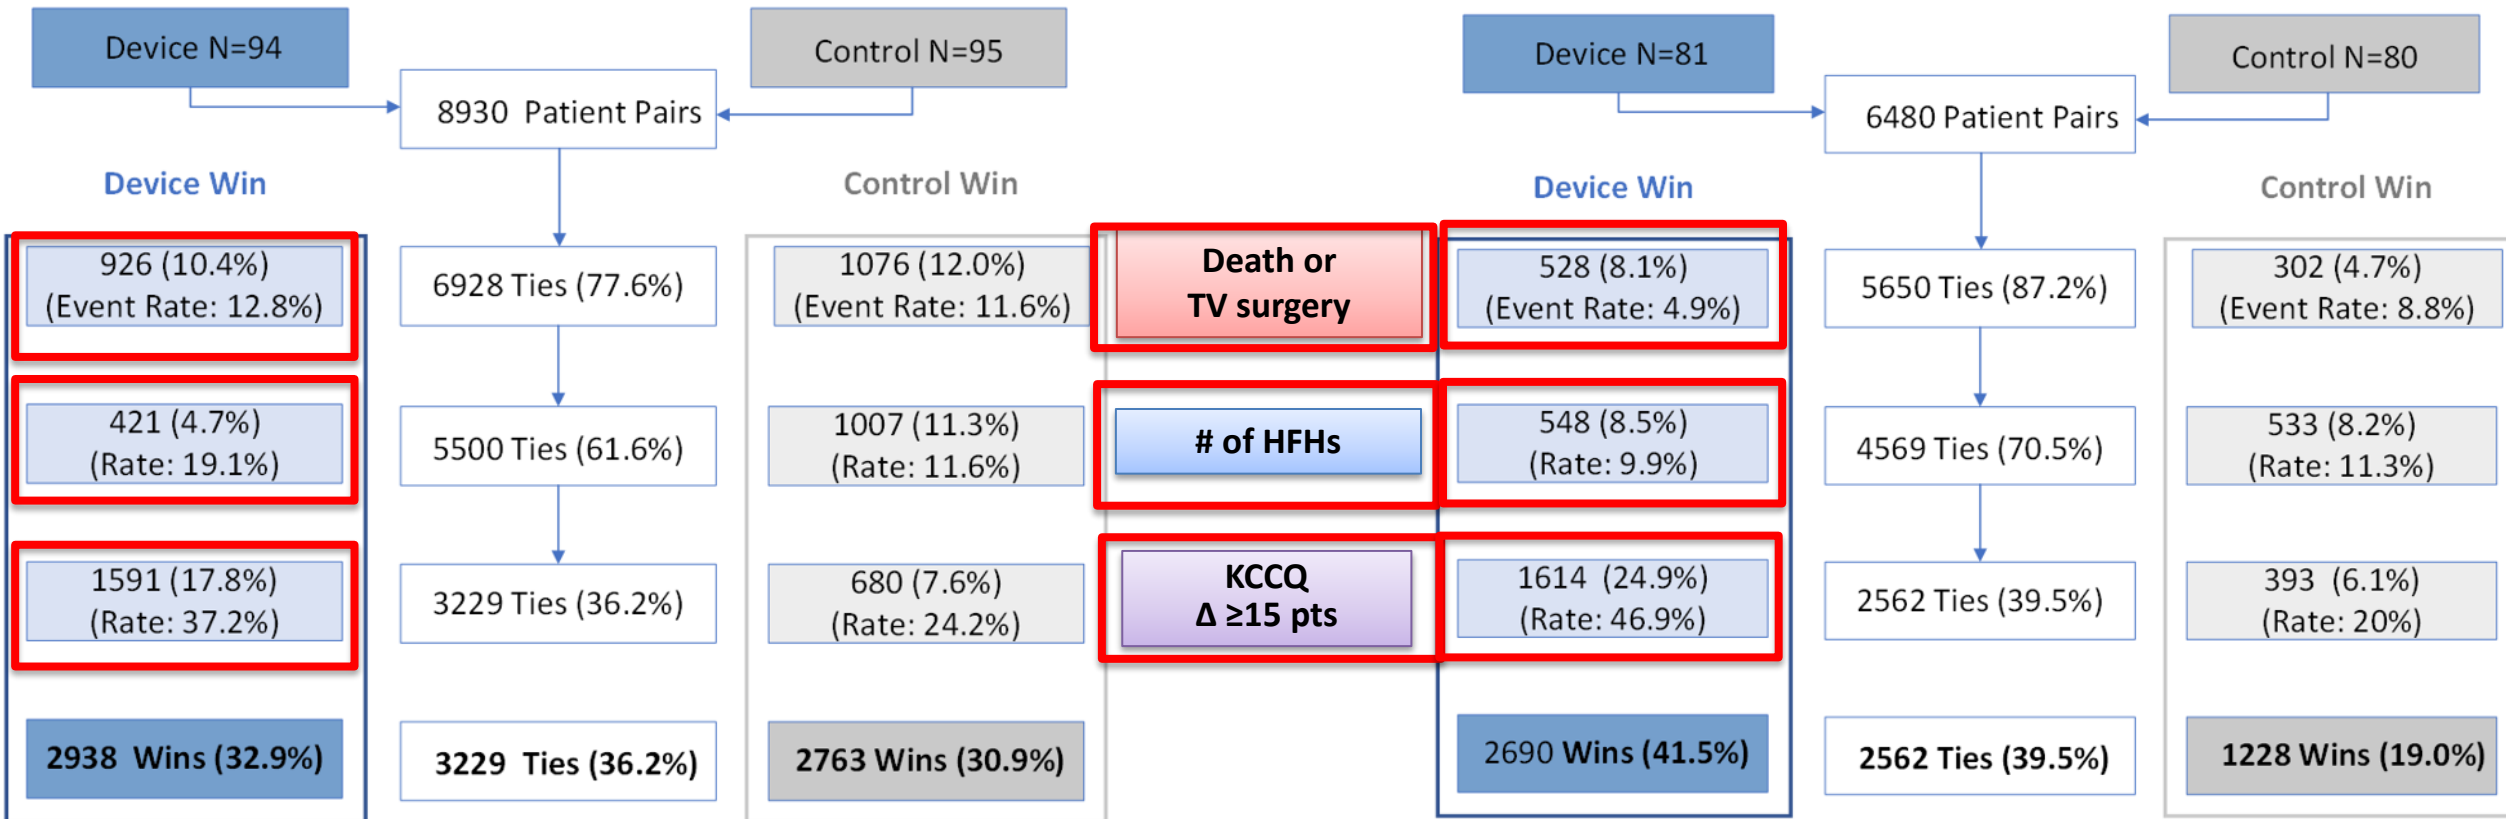 Device N=94
Control N=95
8930 Patient Pairs
Device Win
Control Win
926 (10.4%)
(Event Rate: 12.8%)
6928 Ties (77.6%)
1076 (12.0%)
(Event Rate: 11.6%)
421 (4.7%)
(Rate: 19.1%)
5500 Ties (61.6%)
1007 (11.3%)
(Rate: 11.6%)
1591 (17.8%)
(Rate: 37.2%)
3229 Ties (36.2%)
680 (7.6%)
(Rate: 24.2%)
2938 Wins (32.9%)
3229 Ties (36.2%)
2763 Wins (30.9%)
Death or
TV surgery
# of HFHs
KCCQ
Δ ≥15 pts
Device N=81
Control N=80
6480 Patient Pairs
Device Win
Control Win
528 (8.1%)
(Event Rate: 4.9%)
5650 Ties (87.2%)
302 (4.7%)
(Event Rate: 8.8%)
548 (8.5%)
(Rate: 9.9%)
4569 Ties (70.5%)
533 (8.2%)
(Rate: 11.3%)
1614 (24.9%)
(Rate: 46.9%)
2562 Ties (39.5%)
393 (6.1%)
(Rate: 20%)
2690 Wins (41.5%)
2562 Ties (39.5%)
1228 Wins (19.0%)